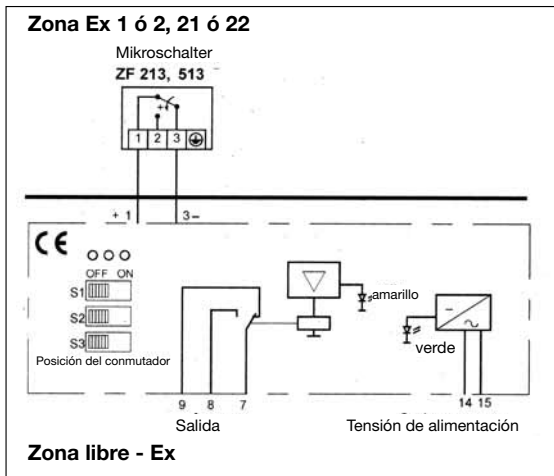 Zona Ex 1 ó 2, 21 ó 22
Mikroschalter
ZF 213, 513
+
1 2 3
+ 1 3 –
CE
OFF ON
S1
S2
S3
Posición del conmutador
amarillo
verde
–
~
9 8 7
14 15
Salida
Tensión de alimentación
Zona libre - Ex